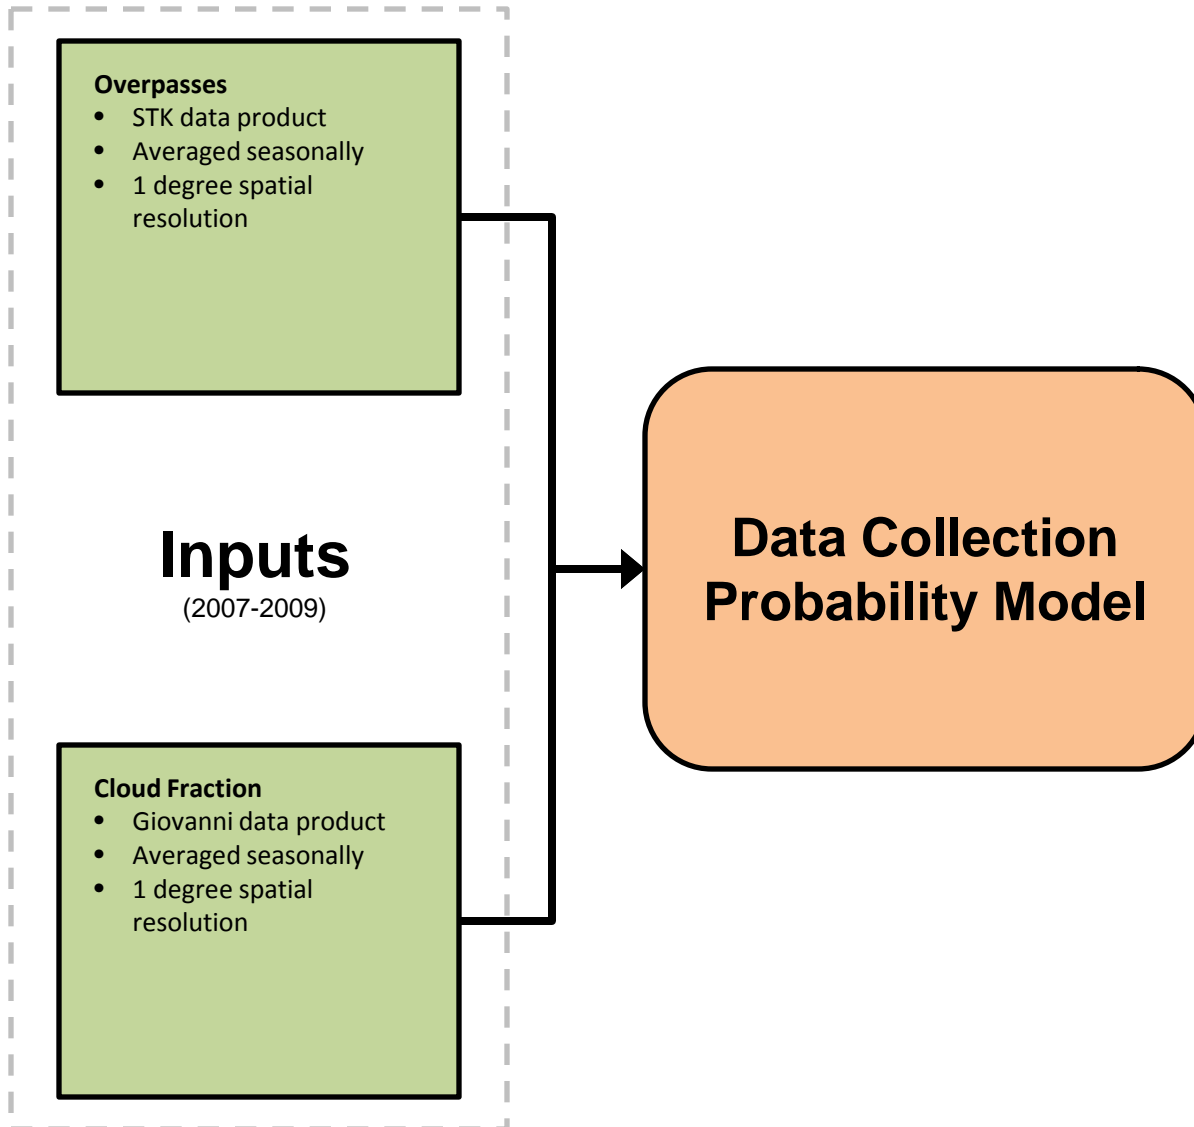 Overpasses
• STK data product
• Averaged seasonally
• 1 degree spatial
resolution
Inputs
(2007-2009)
Data Collection
Probability Model
Cloud Fraction
• Giovanni data product
• Averaged seasonally
• 1 degree spatial
resolution